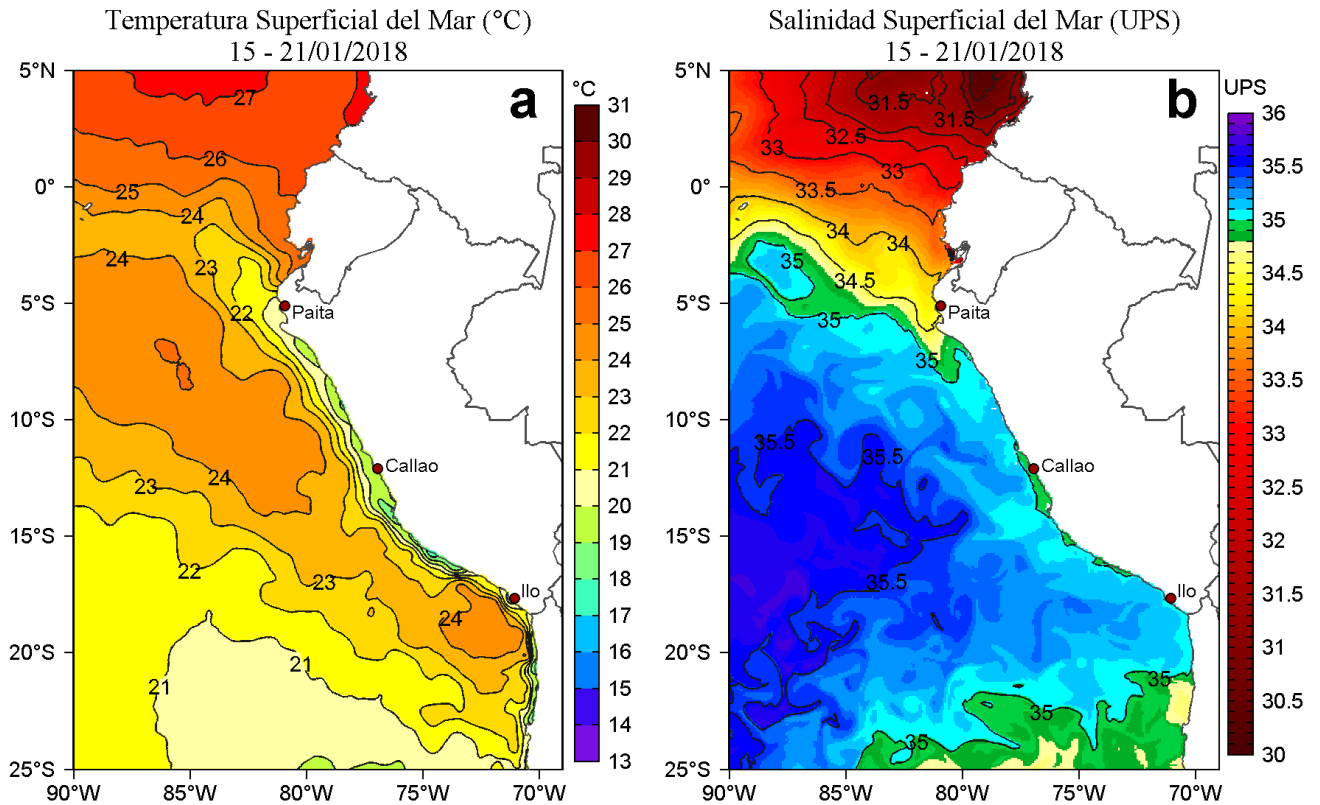 Temperatura Superficial del Mar (°C)
15 - 21/01/2018
Salinidad Superficial del Mar (UPS)
15 - 21/01/2018
a
°C
b
UPS
5°N
0°
5°S
10°S
15°S
20°S
25°S
90°W
85°W
80°W
75°W
70°W
27
26
25
24
24
23
22
Paita
Callao
24
23
22
23
Ilo
24
21
21
31
30
29
28
27
26
25
24
23
22
21
20
19
18
17
16
15
14
13
5°N
0°
5°S
10°S
15°S
20°S
25°S
90°W
85°W
80°W
75°W
70°W
31.5
31.5
32.5
33
33
33.5
34
34
35
34.5
Paita
35
35
35.5
35.5
Callao
35.5
Ilo
35
35
35
36
35.5
35
34.5
34
33.5
33
32.5
32
31.5
31
30.5
30